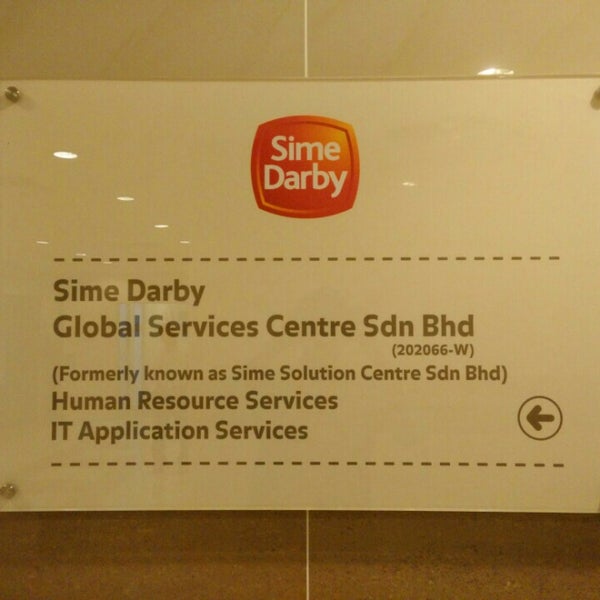 Sime
Darby
Sime Darby
Global Services Centre Sdn Bhd
(202066-W)
(Formerly known as Sime Solution Centre Sdn Bhd)
Human Resource Services
IT Application Services